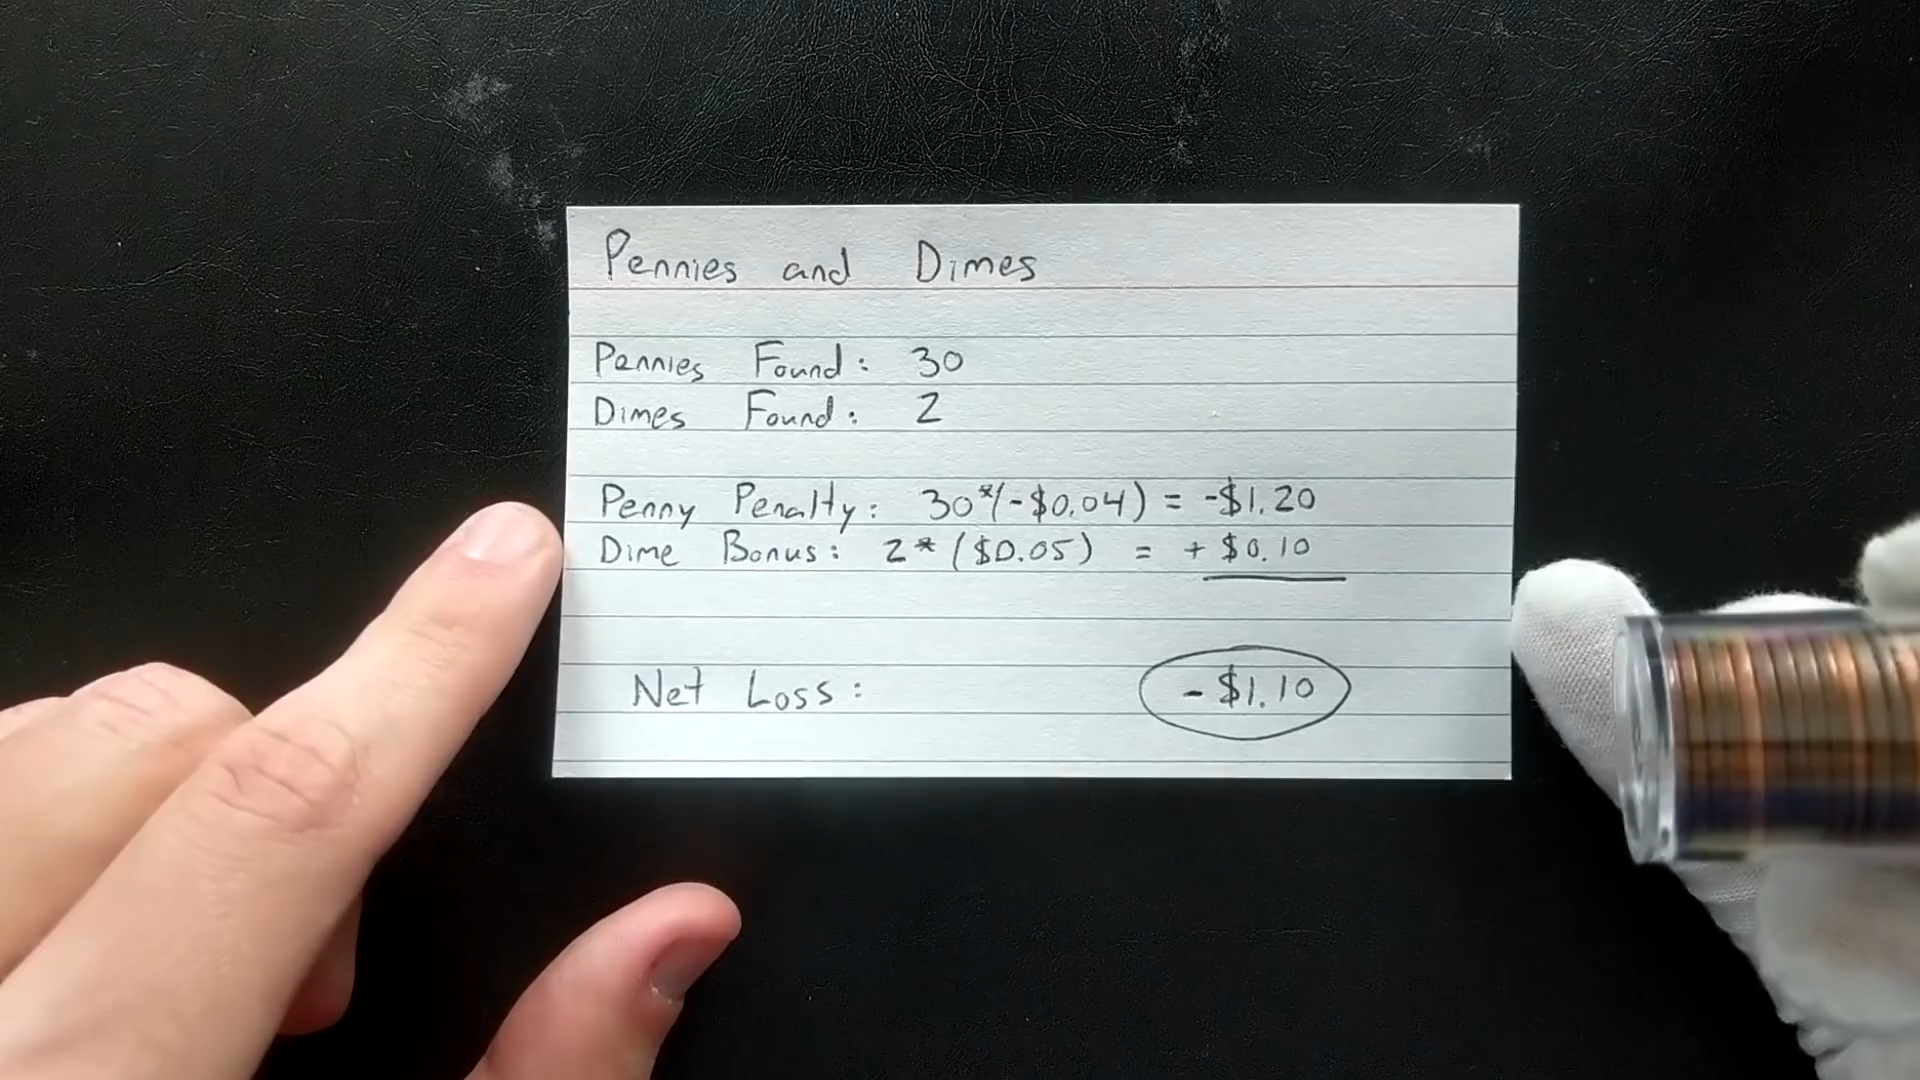 Pennies and Dimes
Pennies Found: 30
Dimes Found: 2
Penny Penalty: 30*(-$0.04) = -$1.20
Dime Bonus: 2*($0.05) = +$0.10
Net Loss: -$1.10